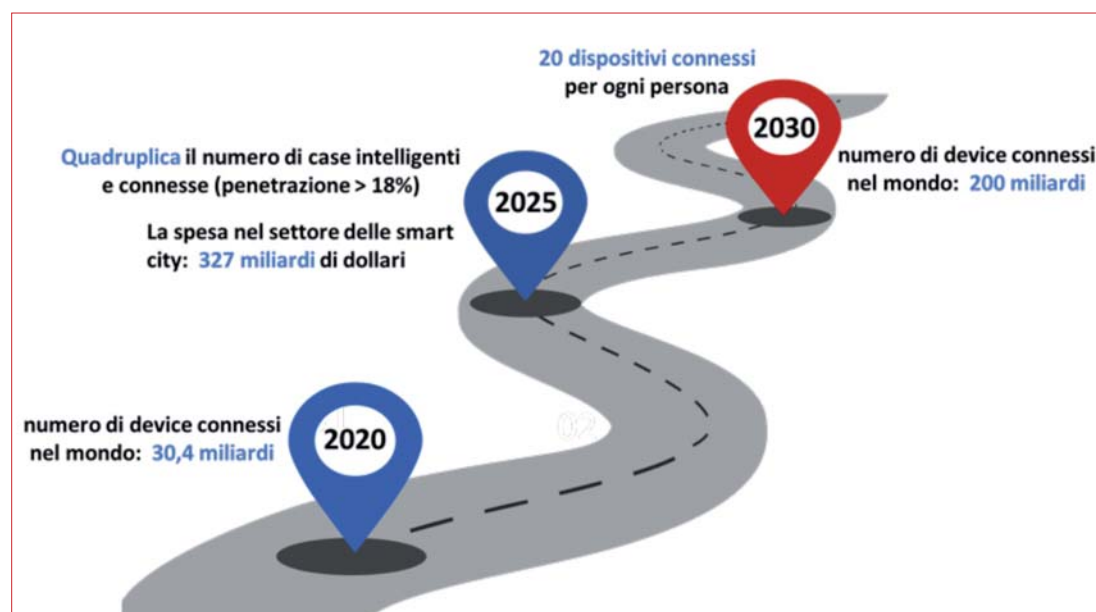 20 dispositivi connessi
per ogni persona
2030
numero di device connessi
nel mondo: 200 miliardi
Quadruplica il numero di case intelligenti
e connesse (penetrazione > 18%)
2025
La spesa nel settore delle smart
city: 327 miliardi di dollari
numero di device connessi
nel mondo: 30,4 miliardi
2020
02